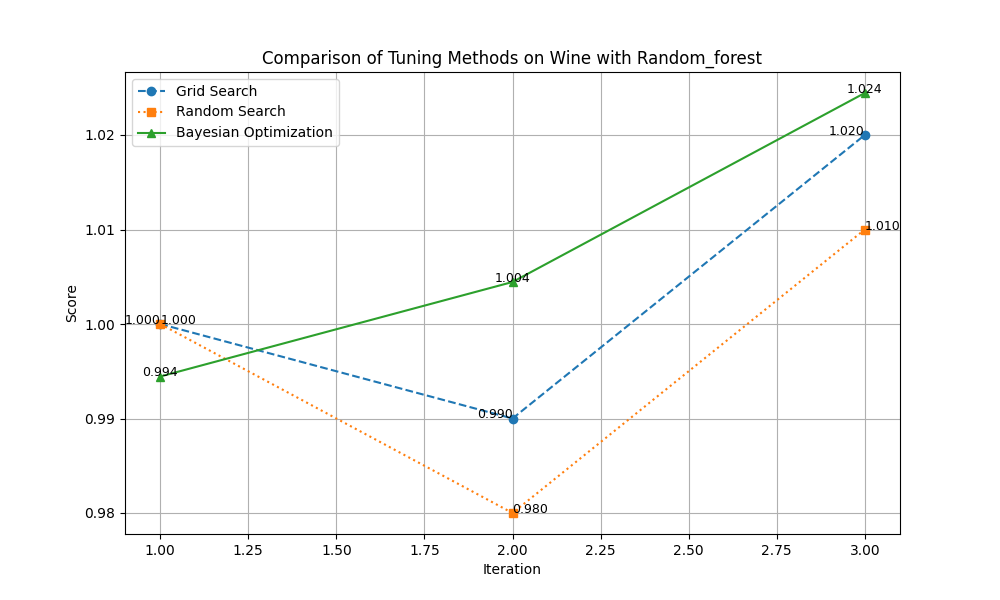 Comparison of Tuning Methods on Wine with Random_forest
Grid Search
Random Search
Bayesian Optimization
Score
1.02
1.01
1.00
0.99
0.98
1.024
1.020
1.010
1.004
1.000
1.000
0.994
0.990
0.980
1.00 1.25 1.50 1.75 2.00 2.25 2.50 2.75 3.00
Iteration